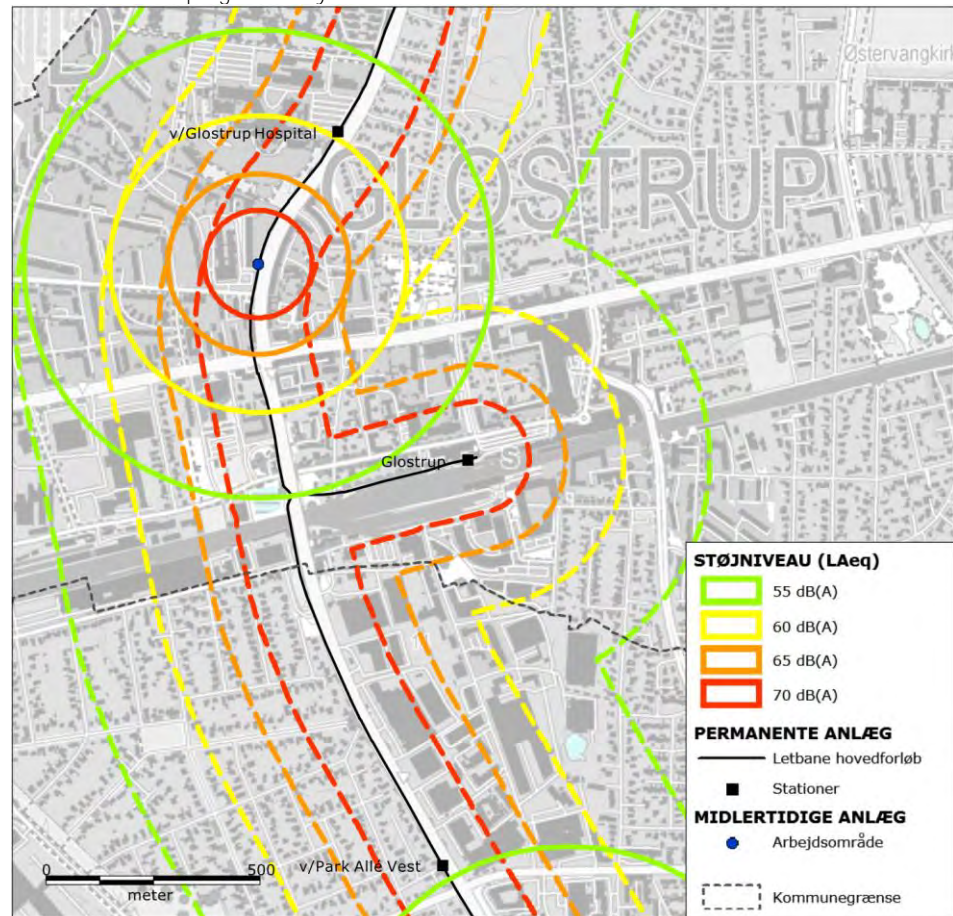 Østervangkirk
v/Glostrup Hospital
GLOSTRUP
Glostrup
S
STØJNIVEAU (LAeq)
55 dB(A)
60 dB(A)
65 dB(A)
70 dB(A)
PERMANENTE ANLÆG
Letbane hovedforløb
Stationer
MIDLERTIDIGE ANLÆG
Arbejdsområde
Kommunegrænse
v/Park Allé Vest
0 500
meter